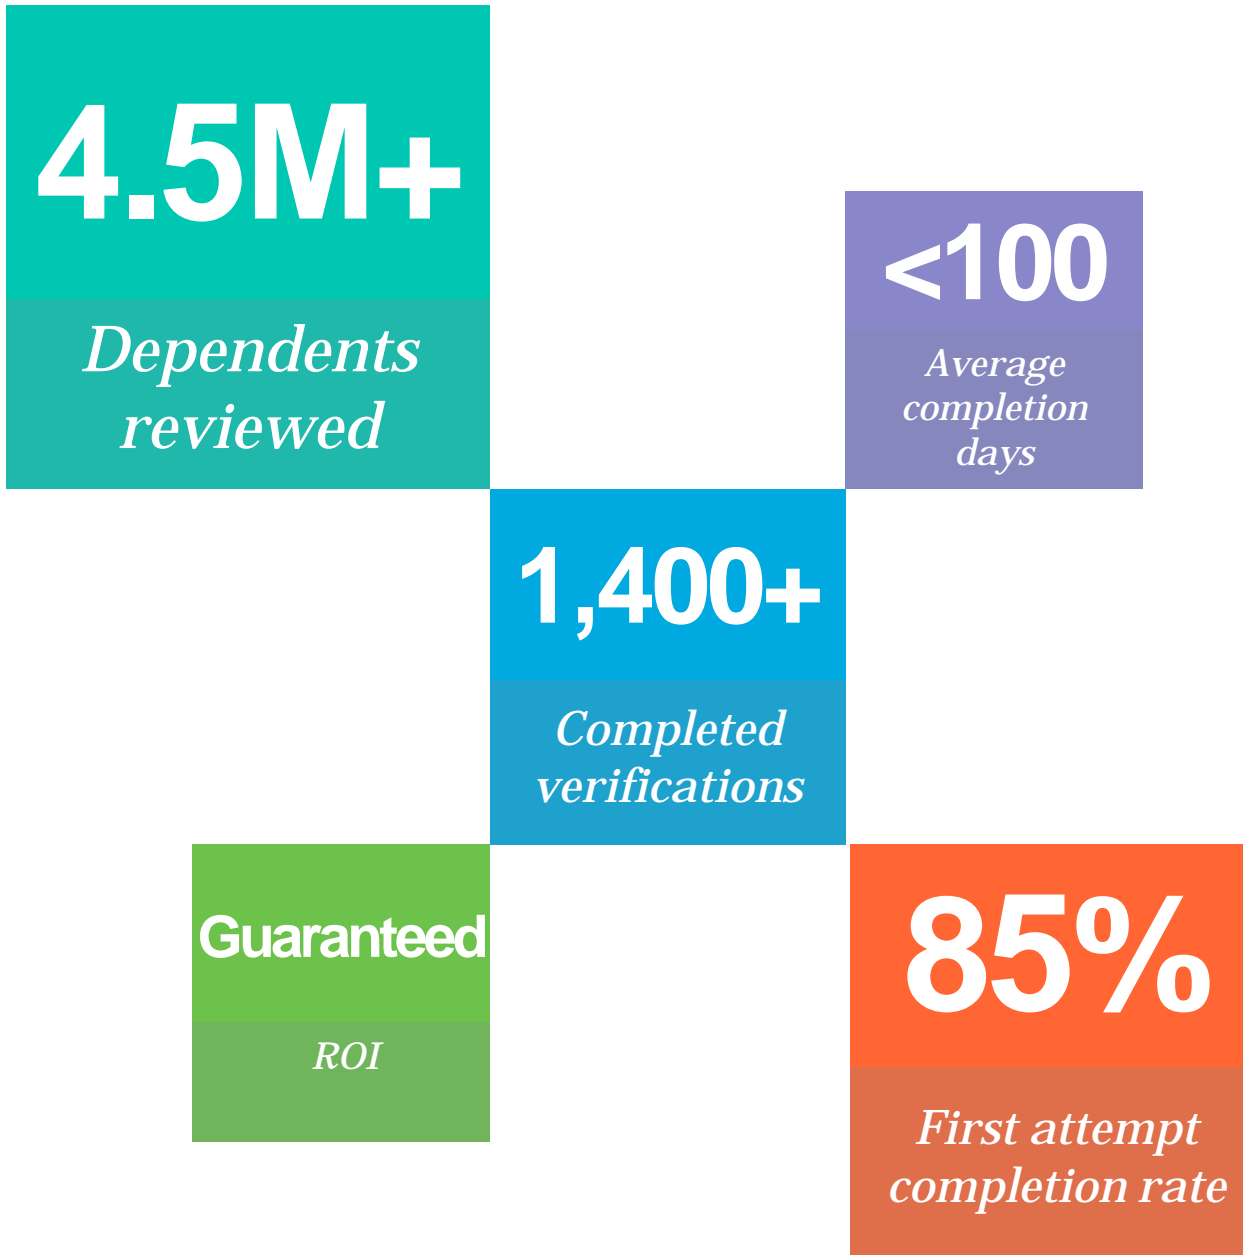 4.5M+
Dependents
reviewed
<100
Average
completion
days
1,400+
Completed
verifications
Guaranteed
ROI
85%
First attempt
completion rate